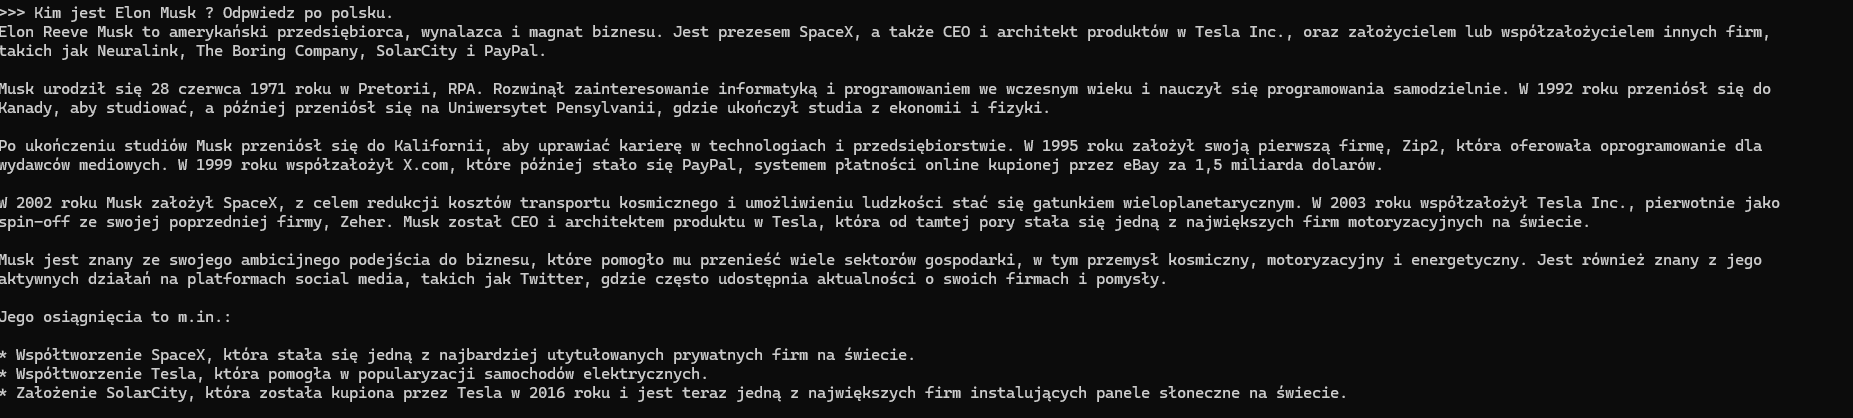 >>> Kim jest Elon Musk ? Odpwiedz po polsku.
Elon Reeve Musk to amerykański przedsiębiorca, wynalazca i magnat biznesu. Jest prezesem SpaceX, a także CEO i architekt produktów w Tesla Inc., oraz założycielem lub współzałożycielem innych firm,
takich jak Neuralink, The Boring Company, SolarCity i PayPal.
Musk urodził się 28 czerwca 1971 roku w Pretorii, RPA. Rozwinął zainteresowanie informatyką i programowaniem we wczesnym wieku i nauczył się programowania samodzielnie. W 1992 roku przeniósł się do
Kanady, aby studiować, a później przeniósł się na Uniwersytet Pensylvanii, gdzie ukończył studia z ekonomii i fizyki.
Po ukończeniu studiów Musk przeniósł się do Kalifornii, aby uprawiać karierę w technologiach i przedsiębiorstwie. W 1995 roku założył swoją pierwszą firmę, Zip2, która oferowała oprogramowanie dla
wydawców mediowych. W 1999 roku współzałożył X.com, które później stało się PayPal, systemem płatności online kupionej przez eBay za 1,5 miliarda dolarów.
W 2002 roku Musk założył SpaceX, z celem redukcji kosztów transportu kosmicznego i umożliwieniu ludzkości stać się gatunkiem wieloplanetarycznym. W 2003 roku współzałożył Tesla Inc., pierwotnie jako
spin-off ze swojej poprzedniej firmy, Zeher. Musk został CEO i architektem produktu w Tesla, która od tamtej pory stała się jedną z największych firm motoryzacyjnych na świecie.
Musk jest znany ze swojego ambicijnego podejścia do biznesu, które pomogło mu przenieść wiele sektorów gospodarki, w tym przemysł kosmiczny, motoryzacyjny i energetyczny. Jest również znany z jego
aktywnych działań na platformach social media, takich jak Twitter, gdzie często udostępnia aktualności o swoich firmach i pomysły.
Jego osiągnięcia to m.in.:
* Współtworzenie SpaceX, która stała się jedną z najbardziej utytułowanych prywatnych firm na świecie.
* Współtworzenie Tesla, która pomogła w popularyzacji samochodów elektrycznych.
* Założenie SolarCity, która została kupiona przez Tesla w 2016 roku i jest teraz jedną z największych firm instalujących panele słoneczne na świecie.